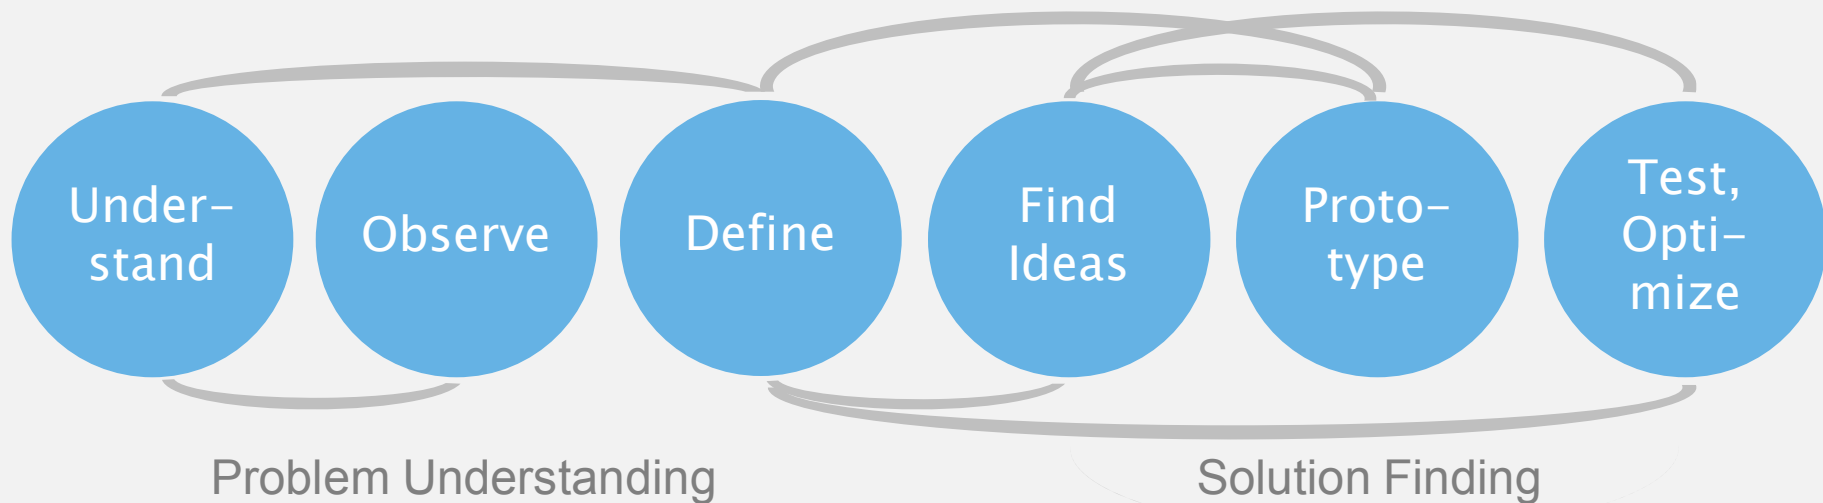 Under-
stand
Observe
Define
Find
Ideas
Proto-
type
Test,
Opti-
mize
Problem Understanding
Solution Finding